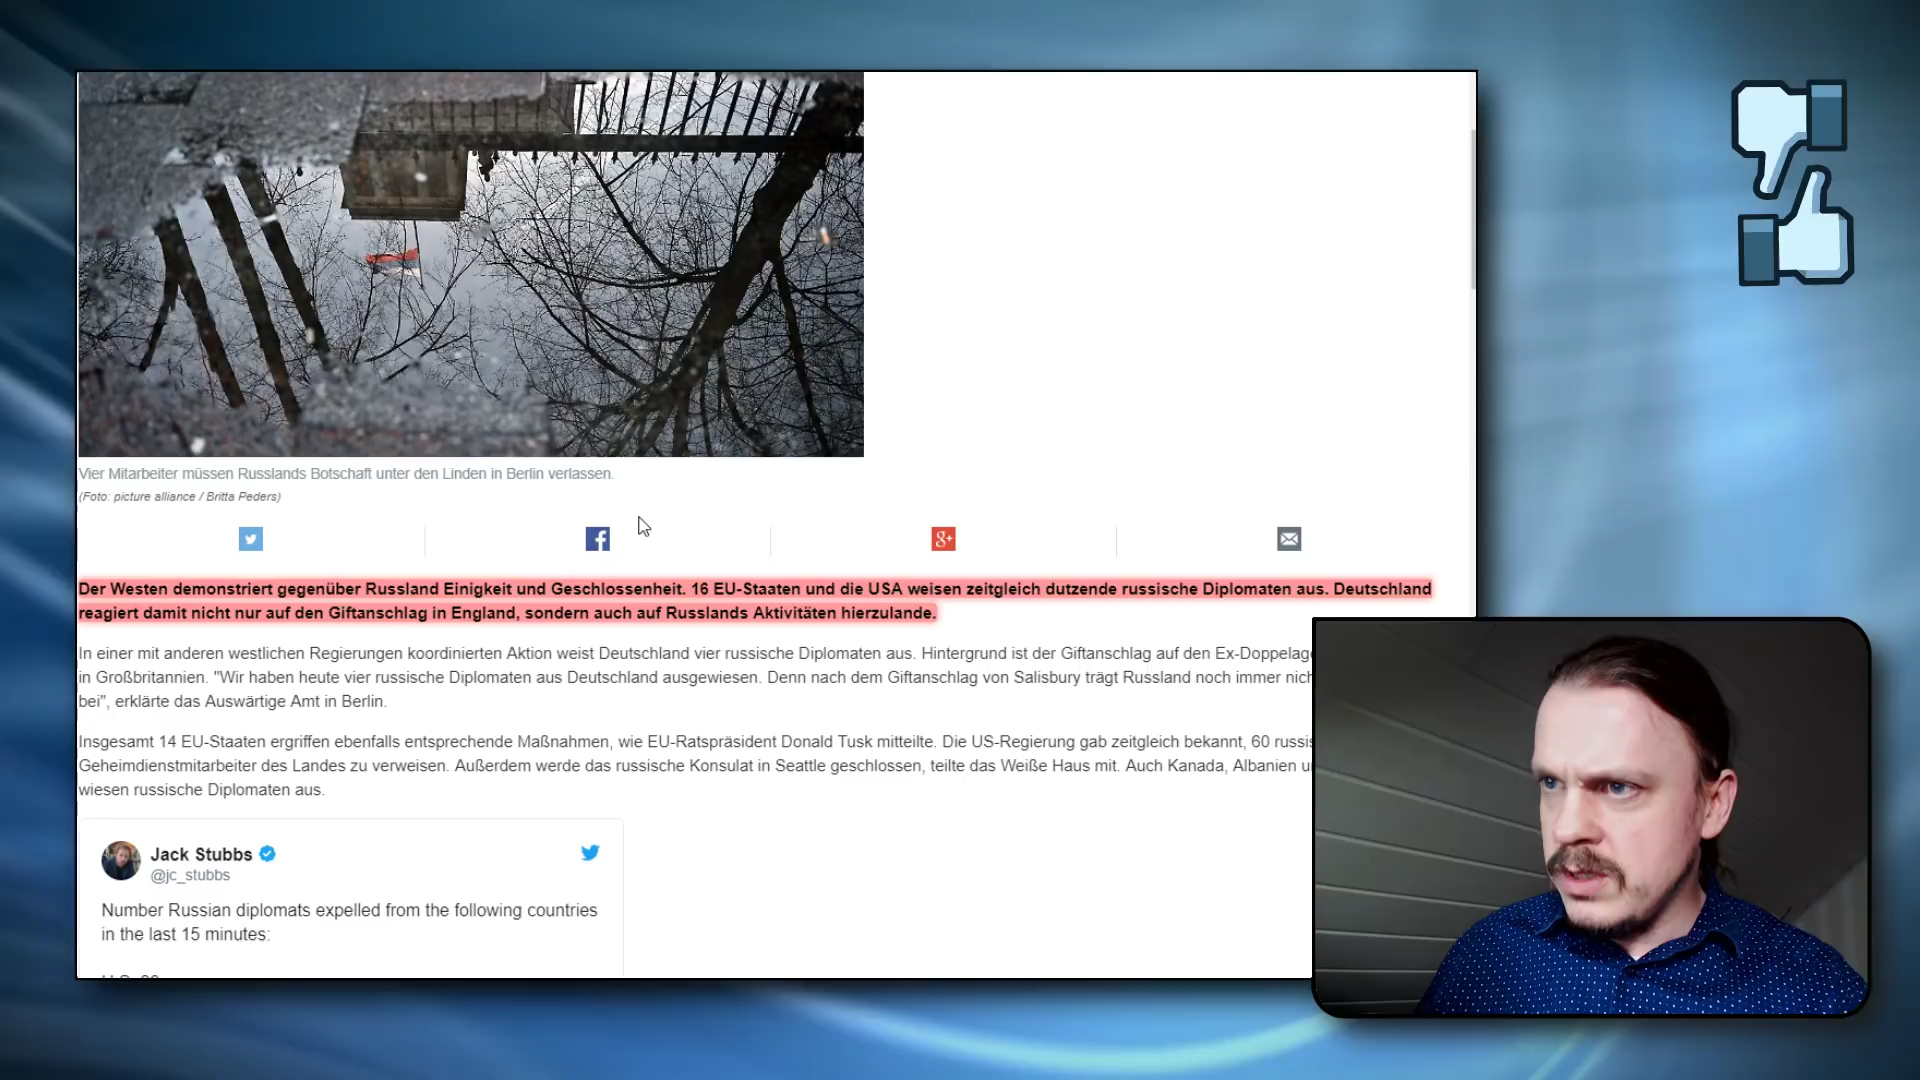 Vier Mitarbeiter müssen Russlands Botschaft unter den Linden in Berlin verlassen.
(Foto: picture alliance / Britta Peders)
Der Westen demonstriert gegenüber Russland Einigkeit und Geschlossenheit. 16 EU-Staaten und die USA weisen zeitgleich dutzende russische Diplomaten aus. Deutschland
reagiert damit nicht nur auf den Giftanschlag in England, sondern auch auf Russlands Aktivitäten hierzulande.
In einer mit anderen westlichen Regierungen koordinierten Aktion weist Deutschland vier russische Diplomaten aus. Hintergrund ist der Giftanschlag auf den
in Großbritannien. "Wir haben heute vier russische Diplomaten aus Deutschland ausgewiesen. Denn nach dem Giftanschlag von Salisbury trägt Russland noch immer
bei", erklärte das Auswärtige Amt in Berlin.
Insgesamt 14 EU-Staaten ergriffen ebenfalls entsprechende Maßnahmen, wie EU-Ratspräsident Donald Tusk mitteilte. Die US-Regierung gab zeitgleich bekannt, 60
Geheimdienstmitarbeiter des Landes zu verweisen. Außerdem werde das russische Konsulat in Seattle geschlossen, teilte das Weiße Haus mit. Auch Kanada, Albanien
wiesen russische Diplomaten aus.
Jack Stubbs
@jc_stubbs
Number Russian diplomats expelled from the following countries
in the last 15 minutes: